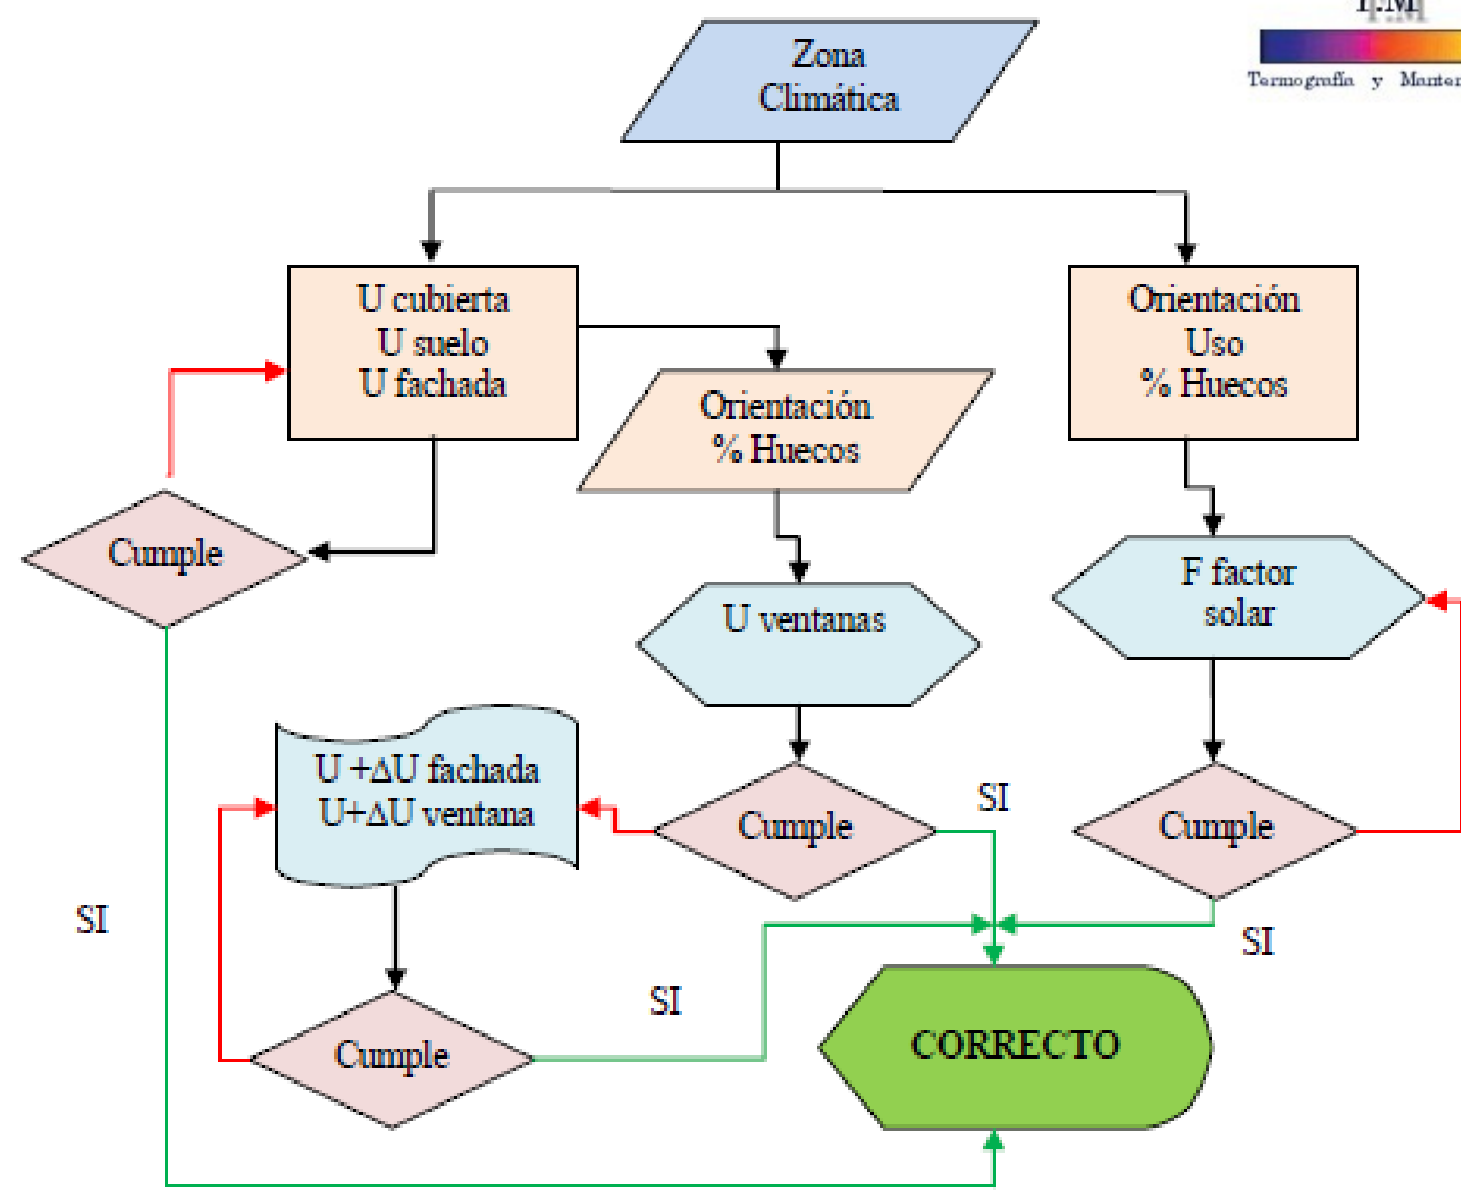 Zona
Climática
Termografía y
U cubierta
U suelo
U fachada
Orientación
% Huecos
Orientación
Uso
% Huecos
Cumple
U ventanas
F factor
solar
U +ΔU fachada
U+ΔU ventana
Cumple
SI
Cumple
SI
SI
SI
Cumple
CORRECTO